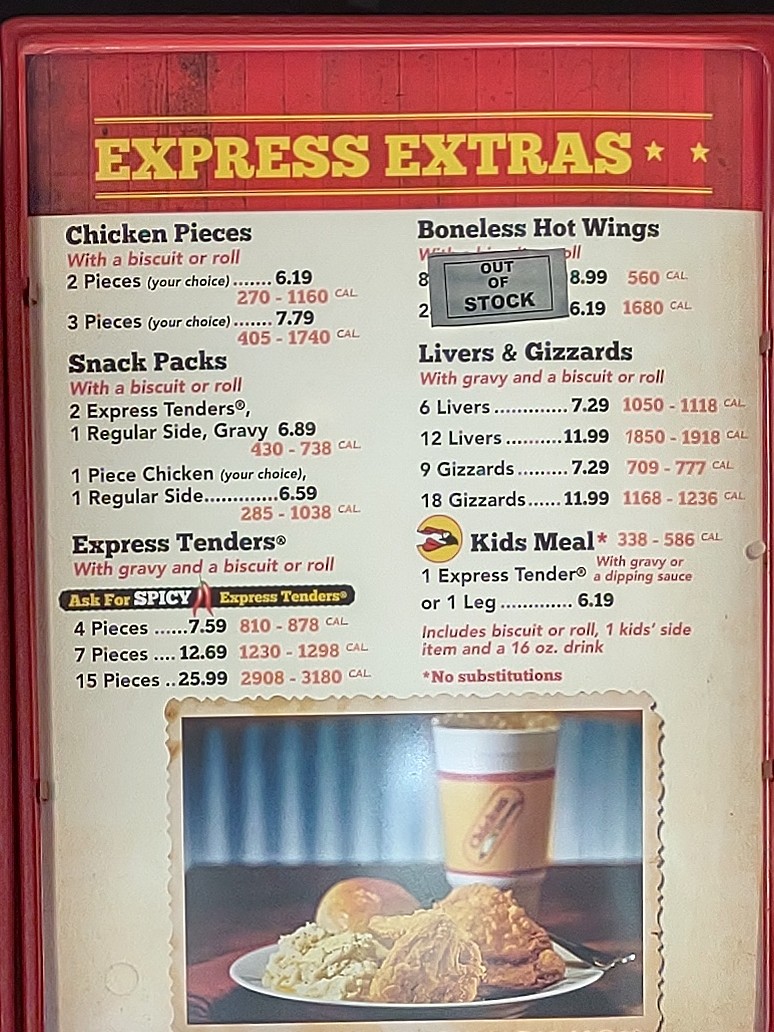 EXPRESS EXTRAS
Chicken Pieces
With a biscuit or roll
2 Pieces (your choice).......6.19
270 - 1160 CAL
3 Pieces (your choice).......7.79
405 - 1740 CAL
Snack Packs
With a biscuit or roll
2 Express Tenders®,
1 Regular Side, Gravy 6.89
430 - 738 CAL
1 Piece Chicken (your choice),
1 Regular Side.............6.59
285 - 1038 CAL
Express Tenders®
With gravy and a biscuit or roll
Ask For SPICY Express Tenders®
4 Pieces ......7.59 810 - 878 CAL
7 Pieces .... 12.69 1230 - 1298 CAL
15 Pieces ..25.99 2908 - 3180 CAL
Boneless Hot Wings
OUT
OF
STOCK
8 8.99 560 CAL
2 6.19 1680 CAL
Livers & Gizzards
With gravy and a biscuit or roll
6 Livers.............7.29 1050 - 1118 CAL
12 Livers..........11.99 1850 - 1918 CAL
9 Gizzards.........7.29 709 - 777 CAL
18 Gizzards......11.99 1168 - 1236 CAL
Kids Meal* 338 - 586 CAL
1 Express Tender® With gravy or
a dipping sauce
or 1 Leg ............. 6.19
Includes biscuit or roll, 1 kids' side
item and a 16 oz. drink
*No substitutions
Chicken